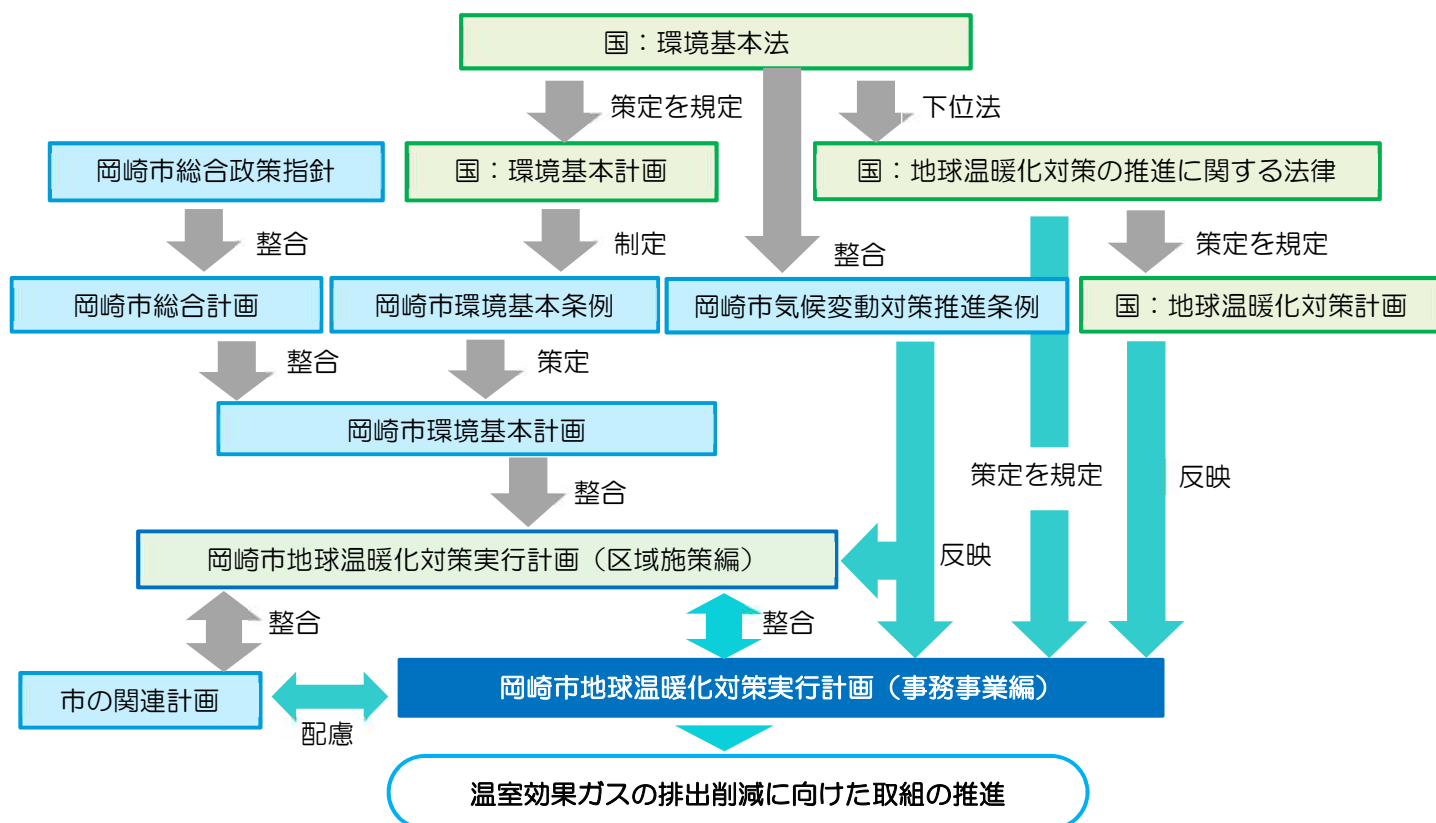 国：環境基本法
策定を規定
下位法
岡崎市総合政策指針
国：環境基本計画
国：地球温暖化対策の推進に関する法律
整合
制定
整合
策定を規定
岡崎市総合計画
岡崎市環境基本条例
岡崎市気候変動対策推進条例
国：地球温暖化対策計画
整合
策定
岡崎市環境基本計画
策定を規定
反映
整合
岡崎市地球温暖化対策実行計画（区域施策編）
反映
整合
整合
市の関連計画
配慮
岡崎市地球温暖化対策実行計画（事務事業編）
温室効果ガスの排出削減に向けた取組の推進